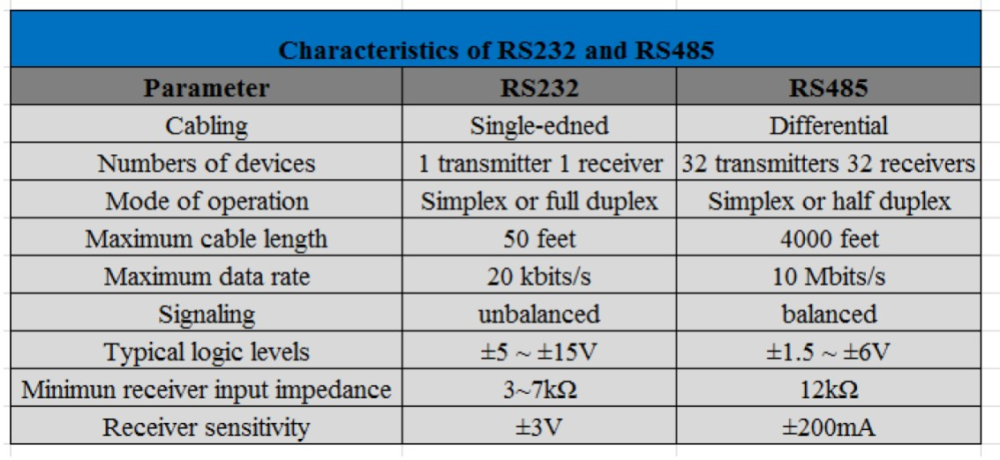 Characteristics of RS232 and RS485
Parameter RS232 RS485
Cabling Single-edned Differential
Numbers of devices 1 transmitter 1 receiver 32 transmitters 32 receivers
Mode of operation Simplex or full duplex Simplex or half duplex
Maximum cable length 50 feet 4000 feet
Maximum data rate 20 kbits/s 10 Mbits/s
Signaling unbalanced balanced
Typical logic levels ±5 ~ ±15V ±1.5 ~ ±6V
Minimun receiver input impedance 3~7kΩ 12kΩ
Receiver sensitivity ±3V ±200mA